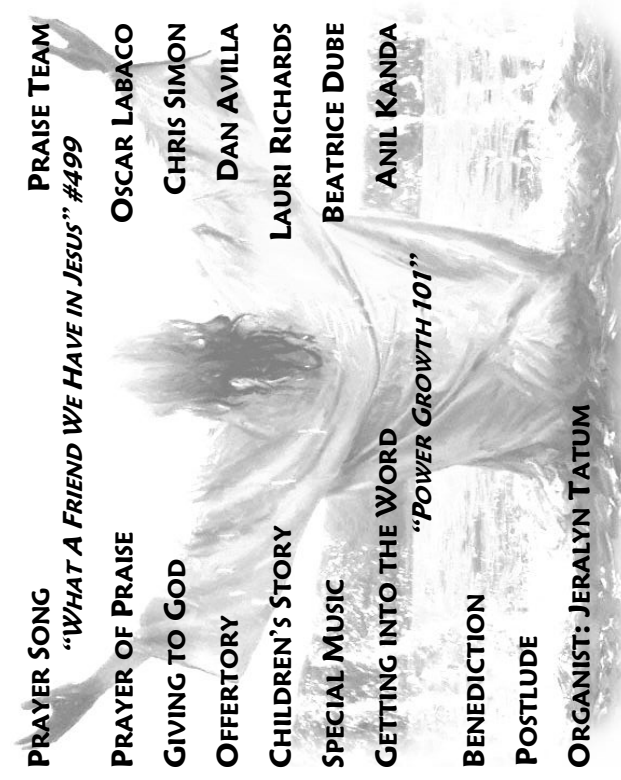 PRAYER SONG PRAISE TEAM
"WHAT A FRIEND WE HAVE IN JESUS" #499
PRAYER OF PRAISE OSCAR LABACO
GIVING TO GOD CHRIS SIMON
OFFERTORY DAN AVILLA
CHILDREN'S STORY LAURI RICHARDS
SPECIAL MUSIC BEATRICE DUBE
GETTING INTO THE WORD ANIL KANDA
"POWER GROWTH 101"
BENEDICTION
POSTLUDE
ORGANIST: JERALYN TATUM